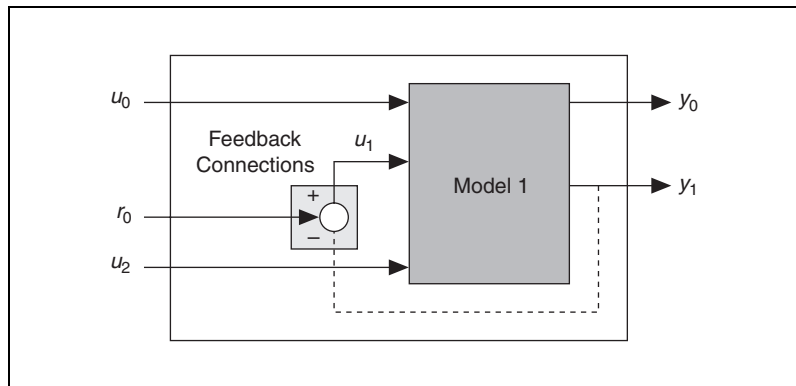 u0
y0
Feedback
Connections
u1
Model 1
y1
+
r0
−
u2